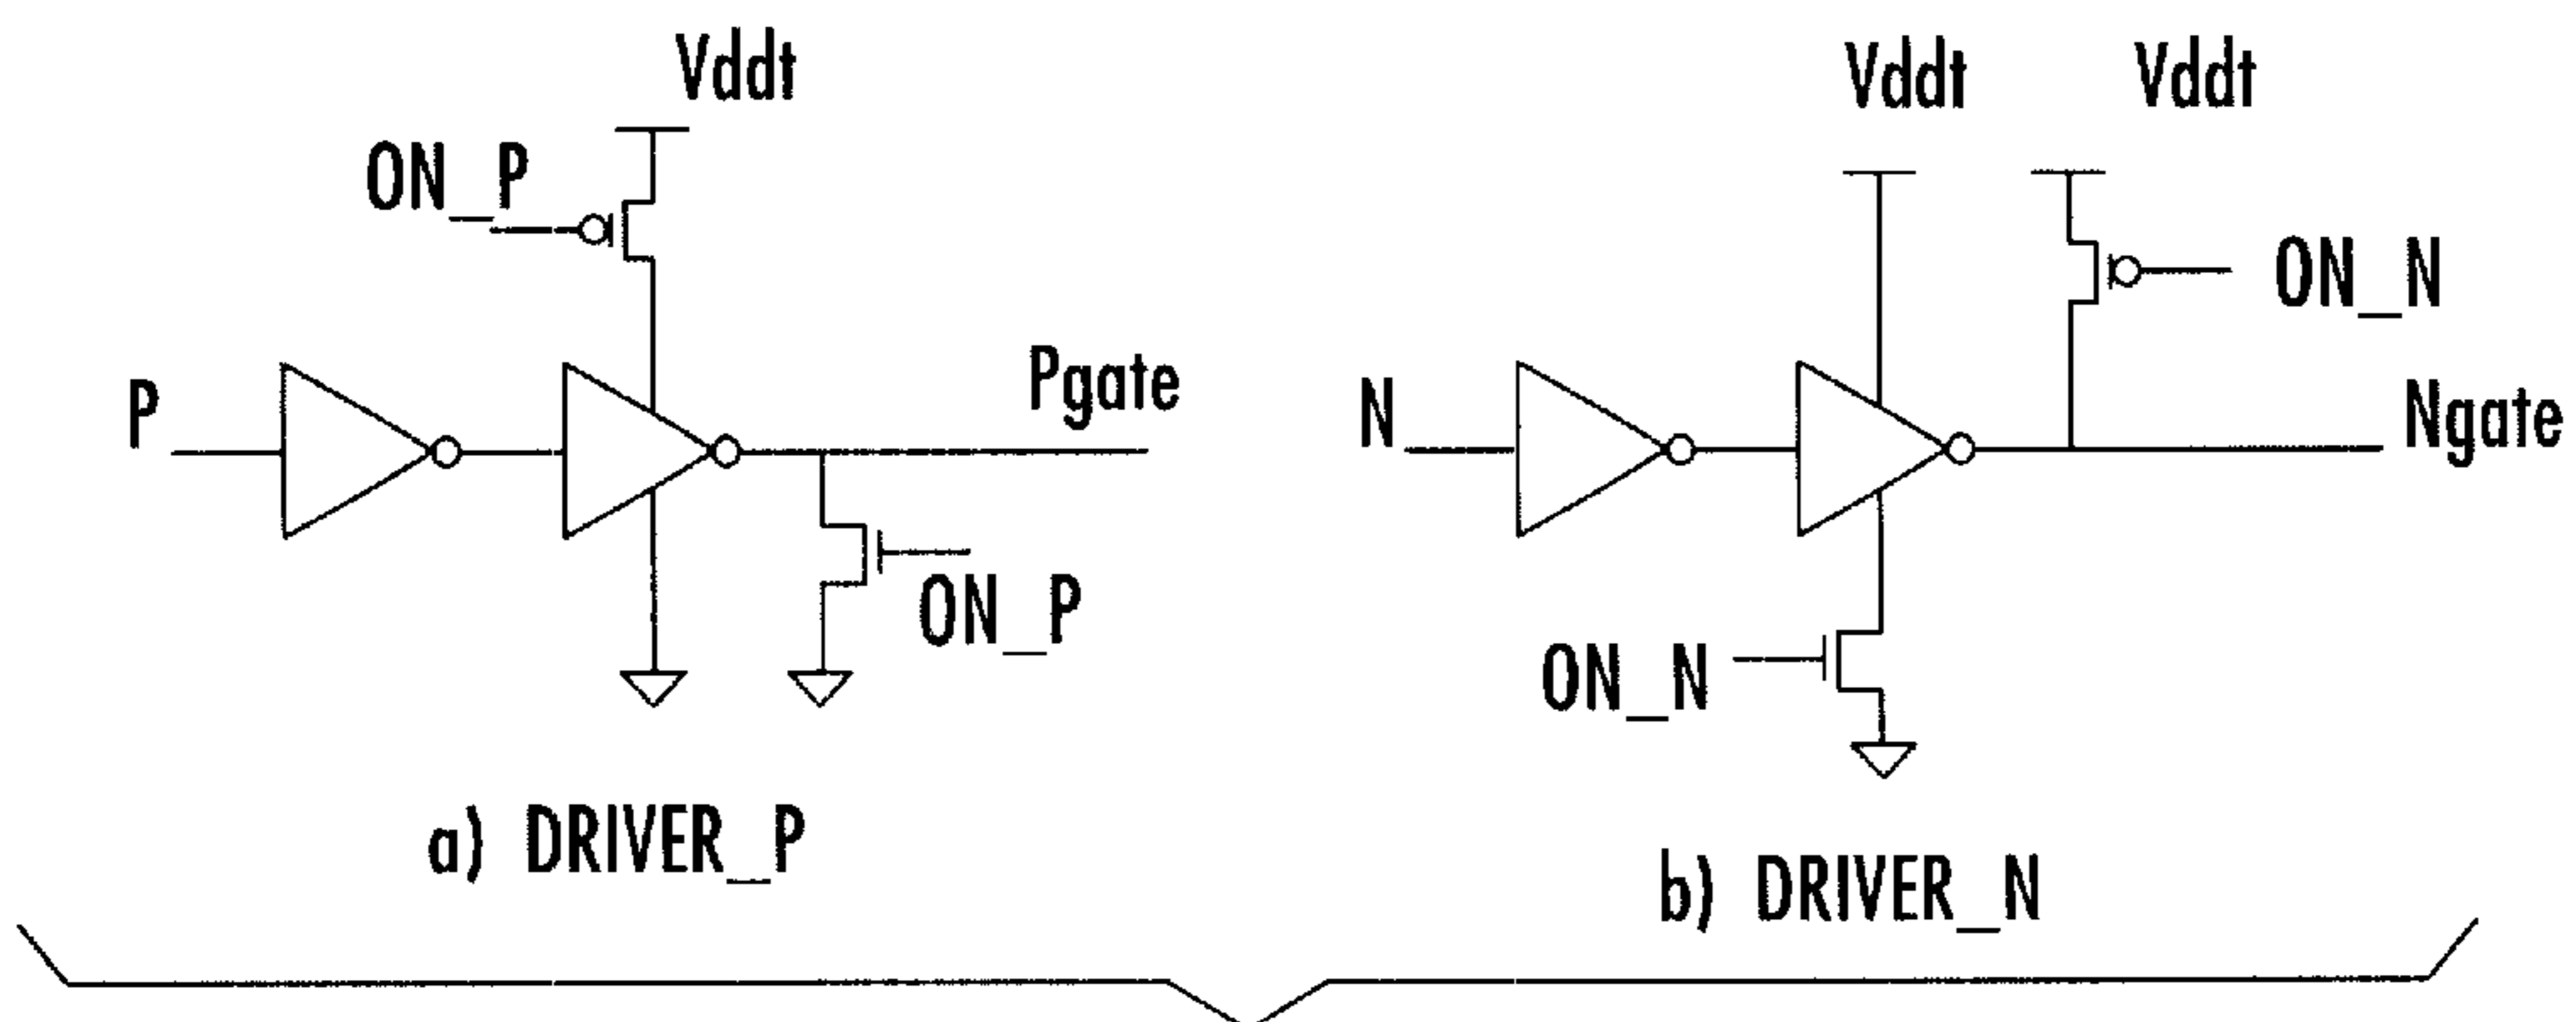 Vddt
ON_P
P
Pgate
ON_P
a) DRIVER_P
Vddt
Vddt
ON_N
N
Ngate
ON_N
b) DRIVER_N